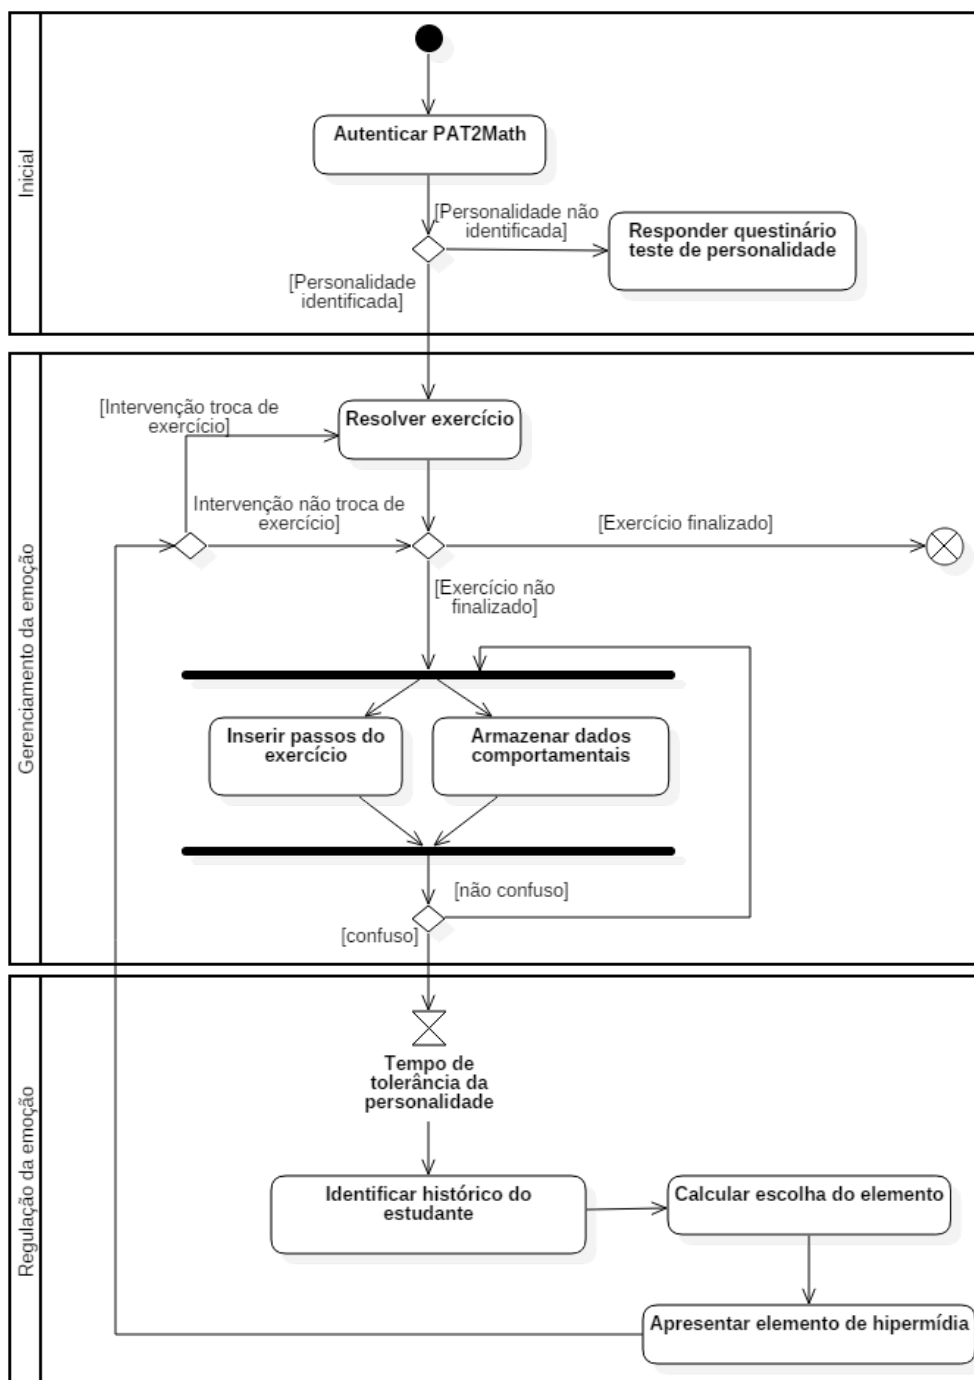 Inicial
Autenticar PAT2Math
[Personalidade não
identificada]
Responder questinário
teste de personalidade
[Personalidade
identificada]
Gerenciamento da emoção
[Intervenção troca de
exercício]
Resolver exercício
Intervenção não troca de
exercício]
[Exercício finalizado]
[Exercício não
finalizado]
Inserir passos do
exercício
Armazenar dados
comportamentais
[não confuso]
[confuso]
Regulação da emoção
Tempo de
tolerância da
personalidade
Identificar histórico do
estudante
Calcular escolha do elemento
Apresentar elemento de hipermídia